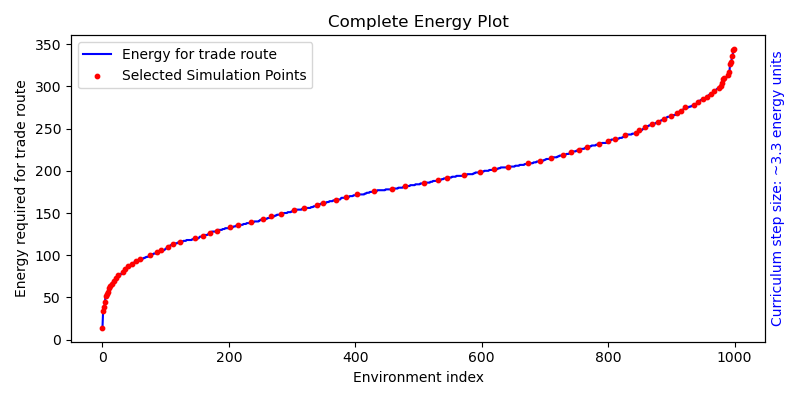 Complete Energy Plot
Energy for trade route
Selected Simulation Points
Energy required for trade route
350
300
250
200
150
100
50
0
0 200 400 600 800 1000
Environment index
Curriculum step size: ~3.3 energy units